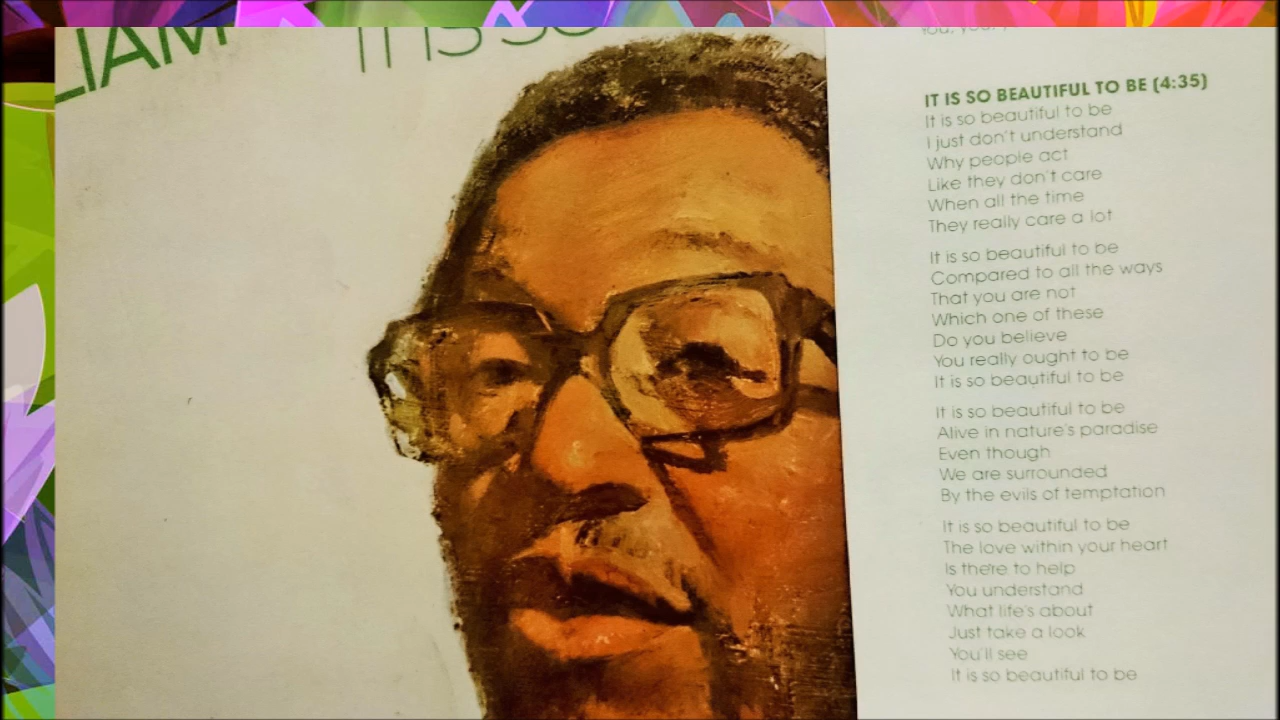 LIAM
IT IS SO
IT IS SO BEAUTIFUL TO BE (4:35)
It is so beautiful to be
I just don't understand
Why people act
Like they don't care
When all the time
They really care a lot
It is so beautiful to be
Compared to all the ways
That you are not
Which one of these
Do you believe
You really ought to be
It is so beautiful to be
It is so beautiful to be
Alive in nature's paradise
Even though
We are surrounded
By the evils of temptation
It is so beautiful to be
The love within your heart
Is there to help
You understand
What life's about
Just take a look
You'll see
It is so beautiful to be